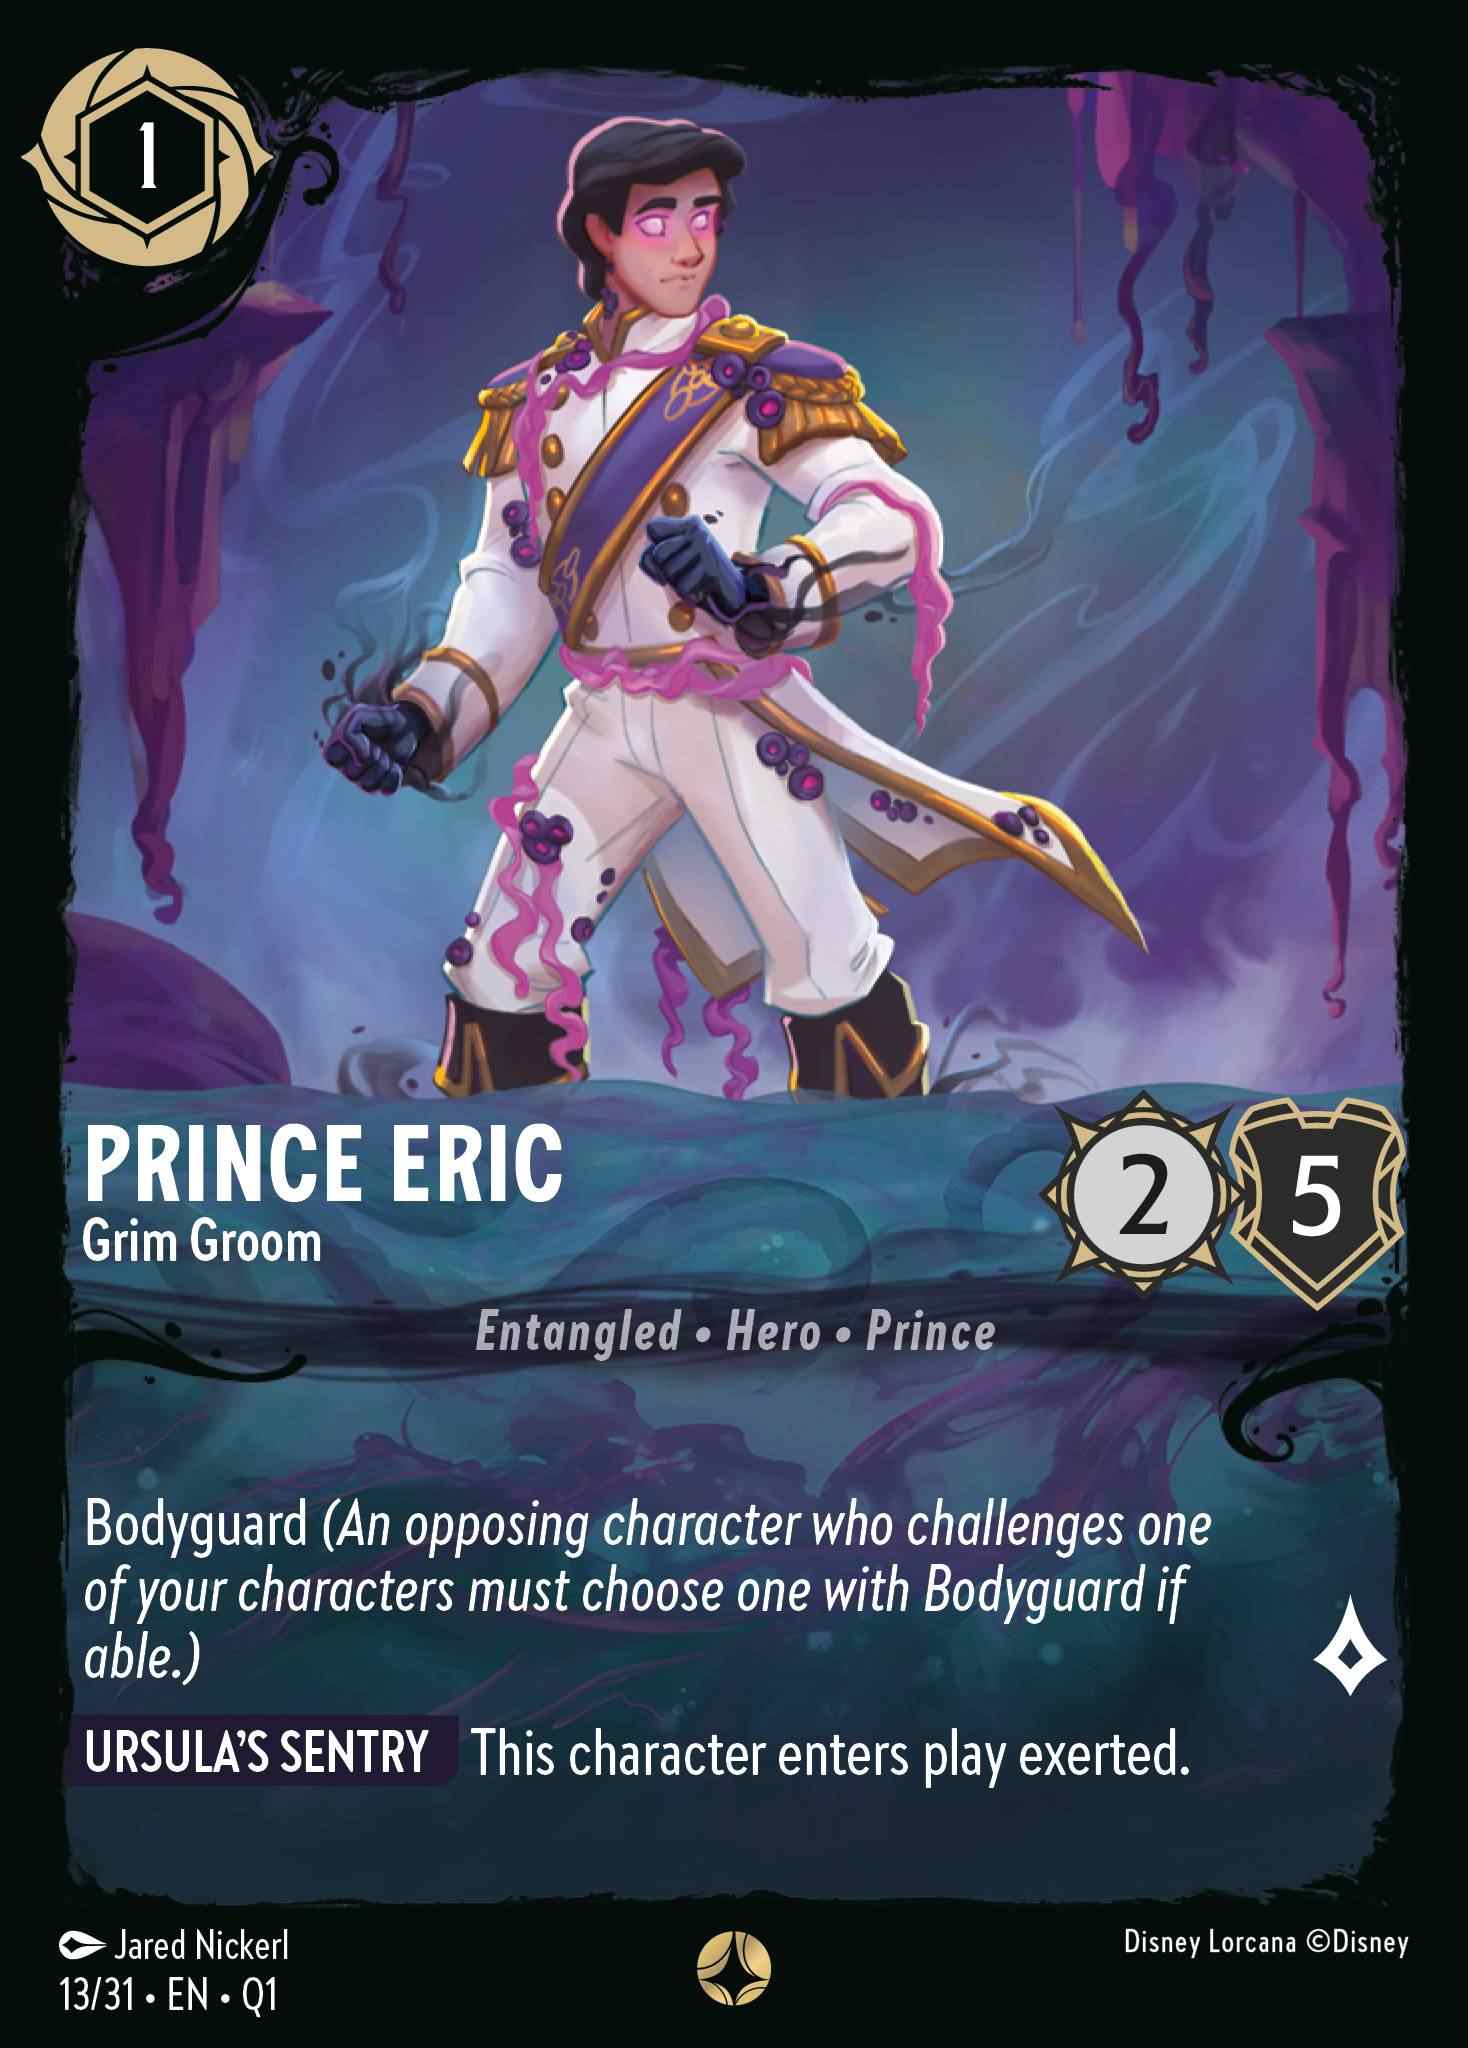 1
PRINCE ERIC
Grim Groom
2 5
Entangled • Hero • Prince
Bodyguard (An opposing character who challenges one
of your characters must choose one with Bodyguard if
able.)
URSULA'S SENTRY This character enters play exerted.
Jared Nickerl
13/31 • EN • Q1
Disney Lorcana ©Disney